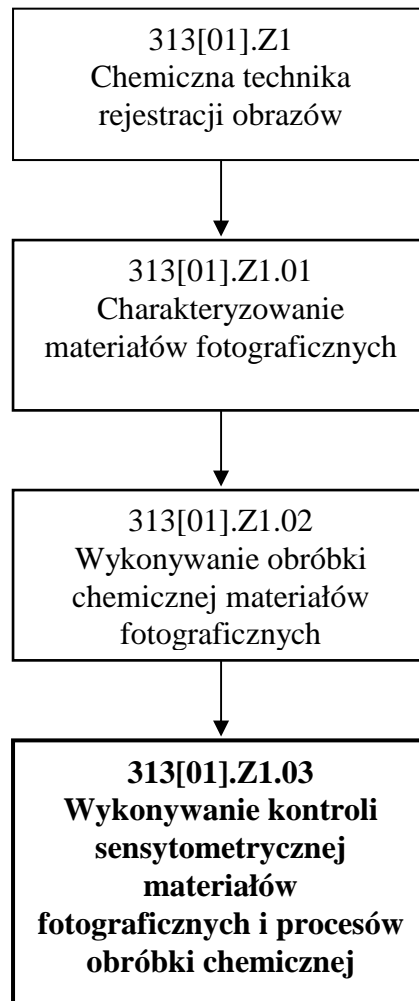 313[01].Z1
Chemiczna technika
rejestracji obrazów
313[01].Z1.01
Charakteryzowanie
materiałów fotograficznych
313[01].Z1.02
Wykonywanie obróbki
chemicznej materiałów
fotograficznych
313[01].Z1.03
Wykonywanie kontroli
sensytometrycznej
materiałów
fotograficznych i procesów
obróbki chemicznej